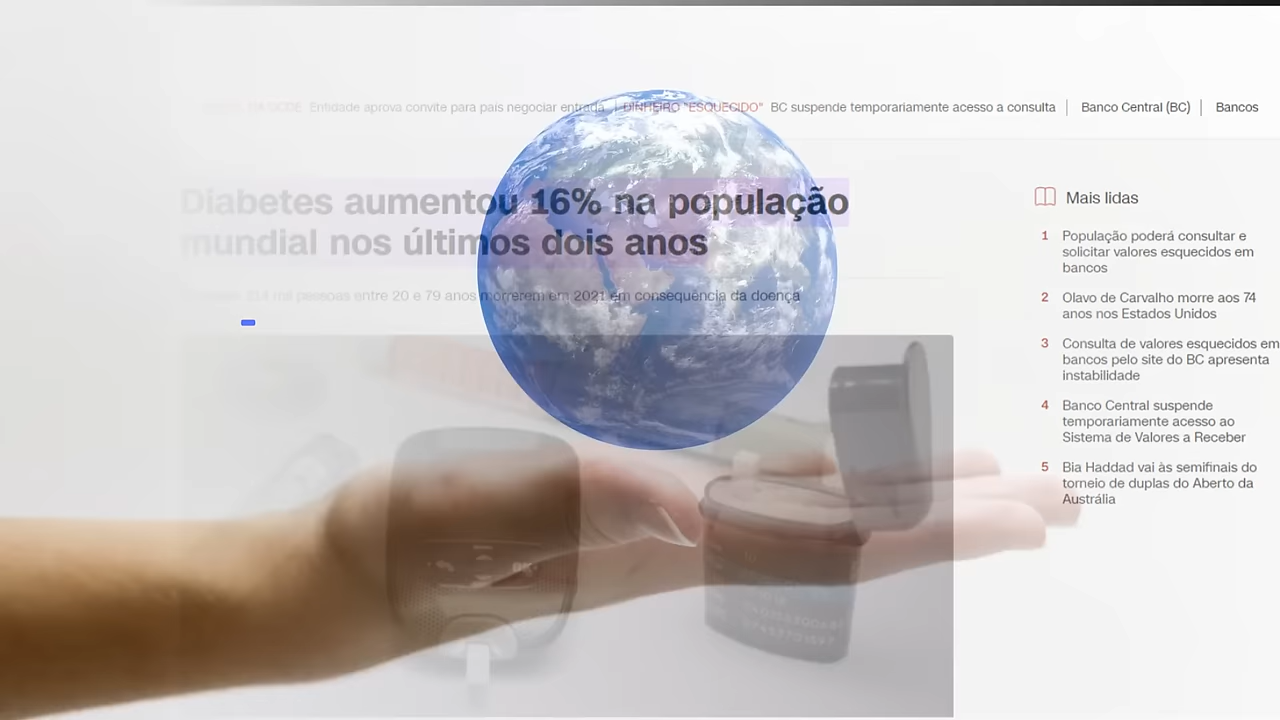 Entidade aprova convite para país negociar entrada | DINHEIRO "ESQUECIDO" BC suspende temporariamente acesso a consulta | Banco Central (BC) | Bancos
Diabetes aumentou 16% na população
mundial nos últimos dois anos
mil pessoas entre 20 e 79 anos morrerem em 2021 em consequência da doença
Mais lidas
1 População poderá consultar e
solicitar valores esquecidos em
bancos
2 Olavo de Carvalho morre aos 74
anos nos Estados Unidos
3 Consulta de valores esquecidos em
bancos pelo site do BC apresenta
instabilidade
4 Banco Central suspende
temporariamente acesso ao
Sistema de Valores a Receber
5 Bia Haddad vai às semifinais do
torneio de duplas do Aberto da
Austrália
OK